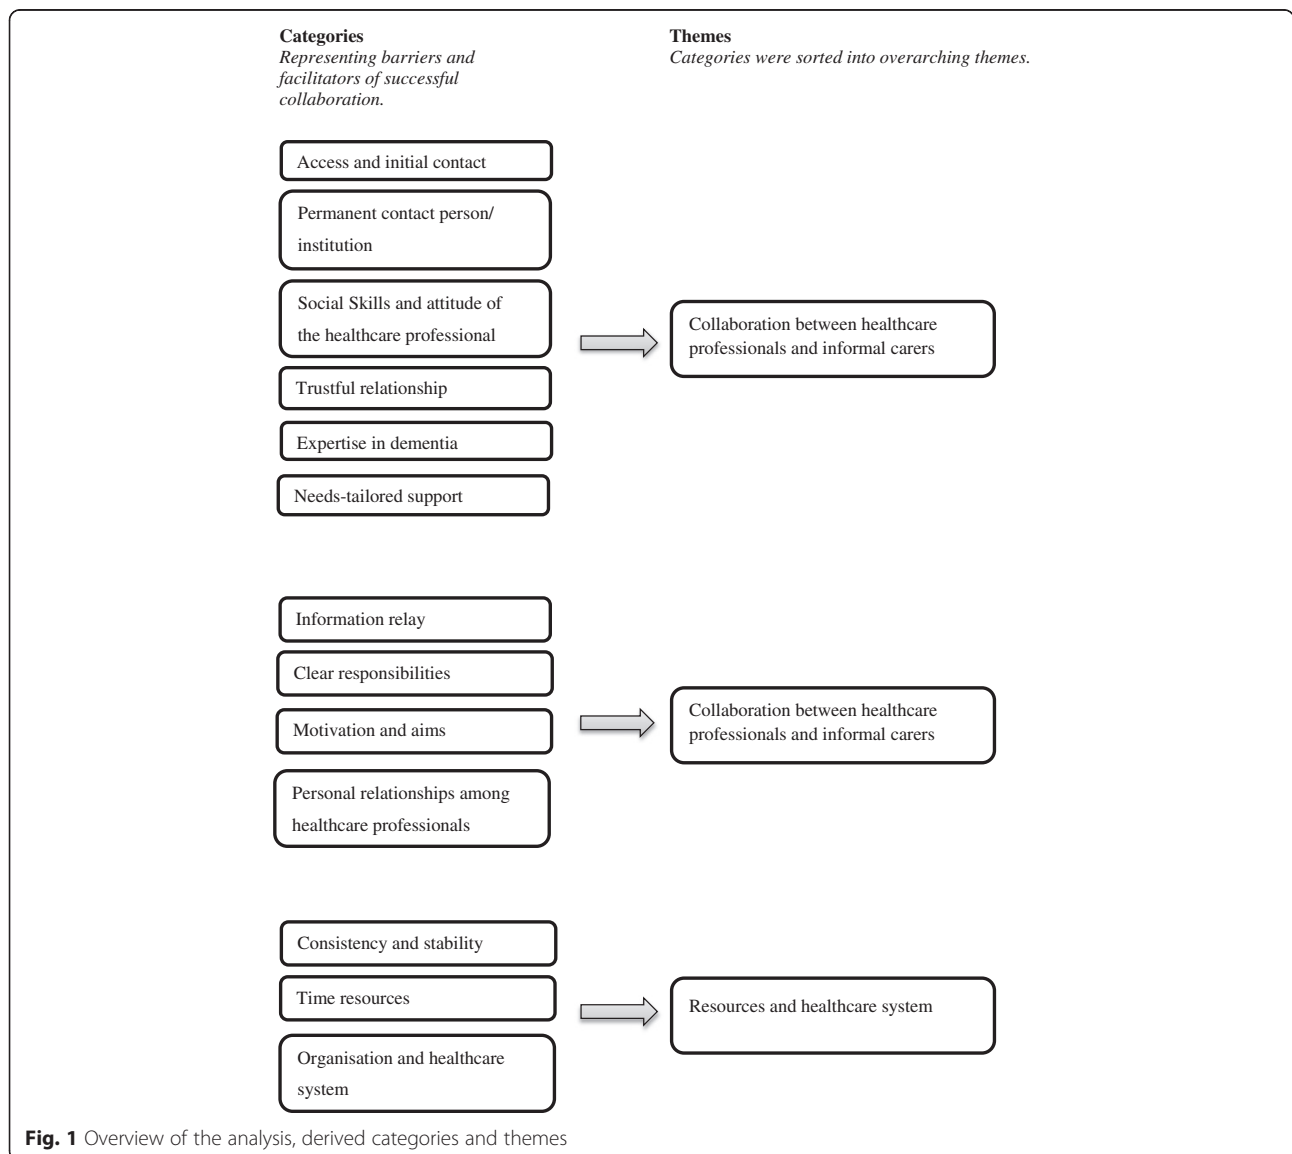 Categories
Representing barriers and
facilitators of successful
collaboration.
Themes
Categories were sorted into overarching themes.
Access and initial contact
Permanent contact person/
institution
Social Skills and attitude of
the healthcare professional
Trustful relationship
Expertise in dementia
Needs-tailored support
Collaboration between healthcare
professionals and informal carers
Information relay
Clear responsibilities
Motivation and aims
Personal relationships among
healthcare professionals
Collaboration between healthcare
professionals and informal carers
Consistency and stability
Time resources
Organisation and healthcare
system
Resources and healthcare system
Fig. 1 Overview of the analysis, derived categories and themes